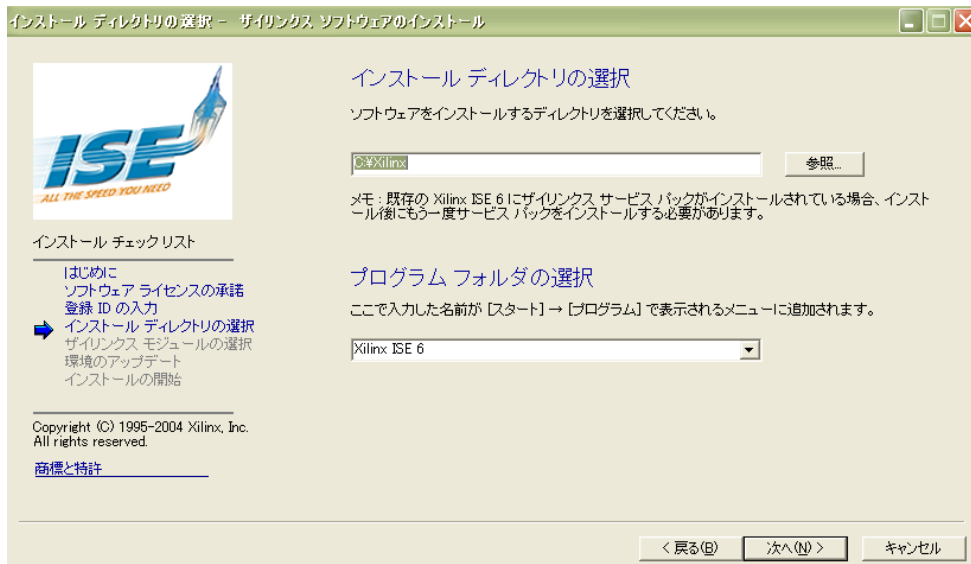 インストール ディレクトリの選択 - ザイリンクス ソフトウェアのインストール
ISE
ALL THE SPEED YOU NEED
インストール チェックリスト
はじめに
ソフトウェア ライセンスの承諾
登録 ID の入力
インストール ディレクトリの選択
ザイリンクス モジュールの選択
環境のアップデート
インストールの開始
Copyright (C) 1995-2004 Xilinx, Inc.
All rights reserved.
商標と特許
インストール ディレクトリの選択
ソフトウェアをインストールするディレクトリを選択してください。
C:¥Xilinx
参照...
メモ : 既存の Xilinx ISE 6 にザイリンクス サービス パックがインストールされている場合、インスト
ール後にもう一度サービス パックをインストールする必要があります。
プログラム フォルダの選択
ここで入力した名前が [スタート] → [プログラム] で表示されるメニューに追加されます。
Xilinx ISE 6
< 戻る(B)
次へ(N) >
キャンセル